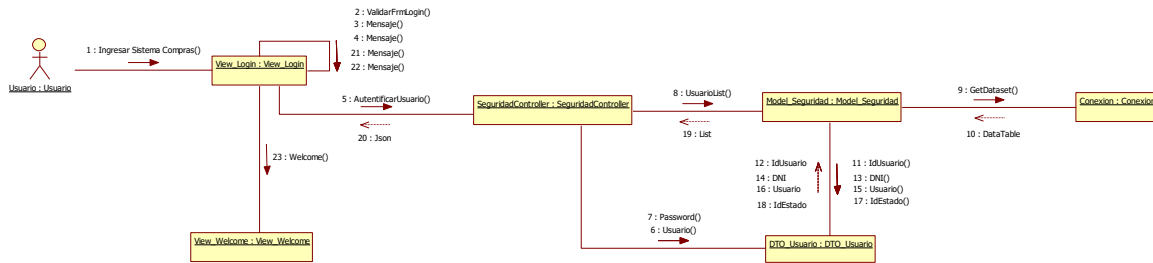 2 : ValidarFrmLogin()
3 : Mensaje()
4 : Mensaje()
21 : Mensaje()
22 : Mensaje()
1 : Ingresar Sistema Compras()
View_Login : View_Login
Usuario : Usuario
5 : AutentificarUsuario()
20 : Json
SeguridadController : SeguridadController
8 : UsuarioList()
19 : List
Model_Seguridad : Model_Seguridad
9 : GetDataset()
10 : DataTable
Conexion : Conexion
23 : Welcome()
12 : IdUsuario
14 : DNI
16 : Usuario
18 : IdEstado
11 : IdUsuario()
13 : DNI()
15 : Usuario()
17 : IdEstado()
7 : Password()
6 : Usuario()
View_Welcome : View_Welcome
DTO_Usuario : DTO_Usuario